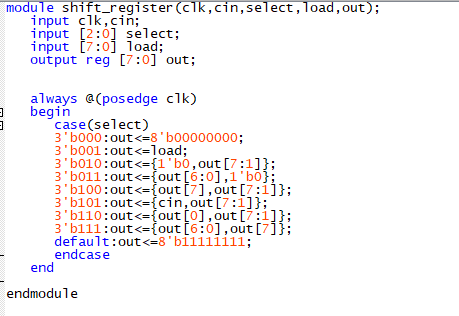 module shift_register(clk,cin,select,load,out);
input clk,cin;
input [2:0] select;
input [7:0] load;
output reg [7:0] out;
always @(posedge clk)
begin
case(select)
3'b000:out<=8'b00000000;
3'b001:out<=load;
3'b010:out<={1'b0,out[7:1]};
3'b011:out<={out[6:0],1'b0};
3'b100:out<={out[7],out[7:1]};
3'b101:out<={cin,out[7:1]};
3'b110:out<={out[0],out[7:1]};
3'b111:out<={out[6:0],out[7]};
default:out<=8'b11111111;
endcase
end
endmodule